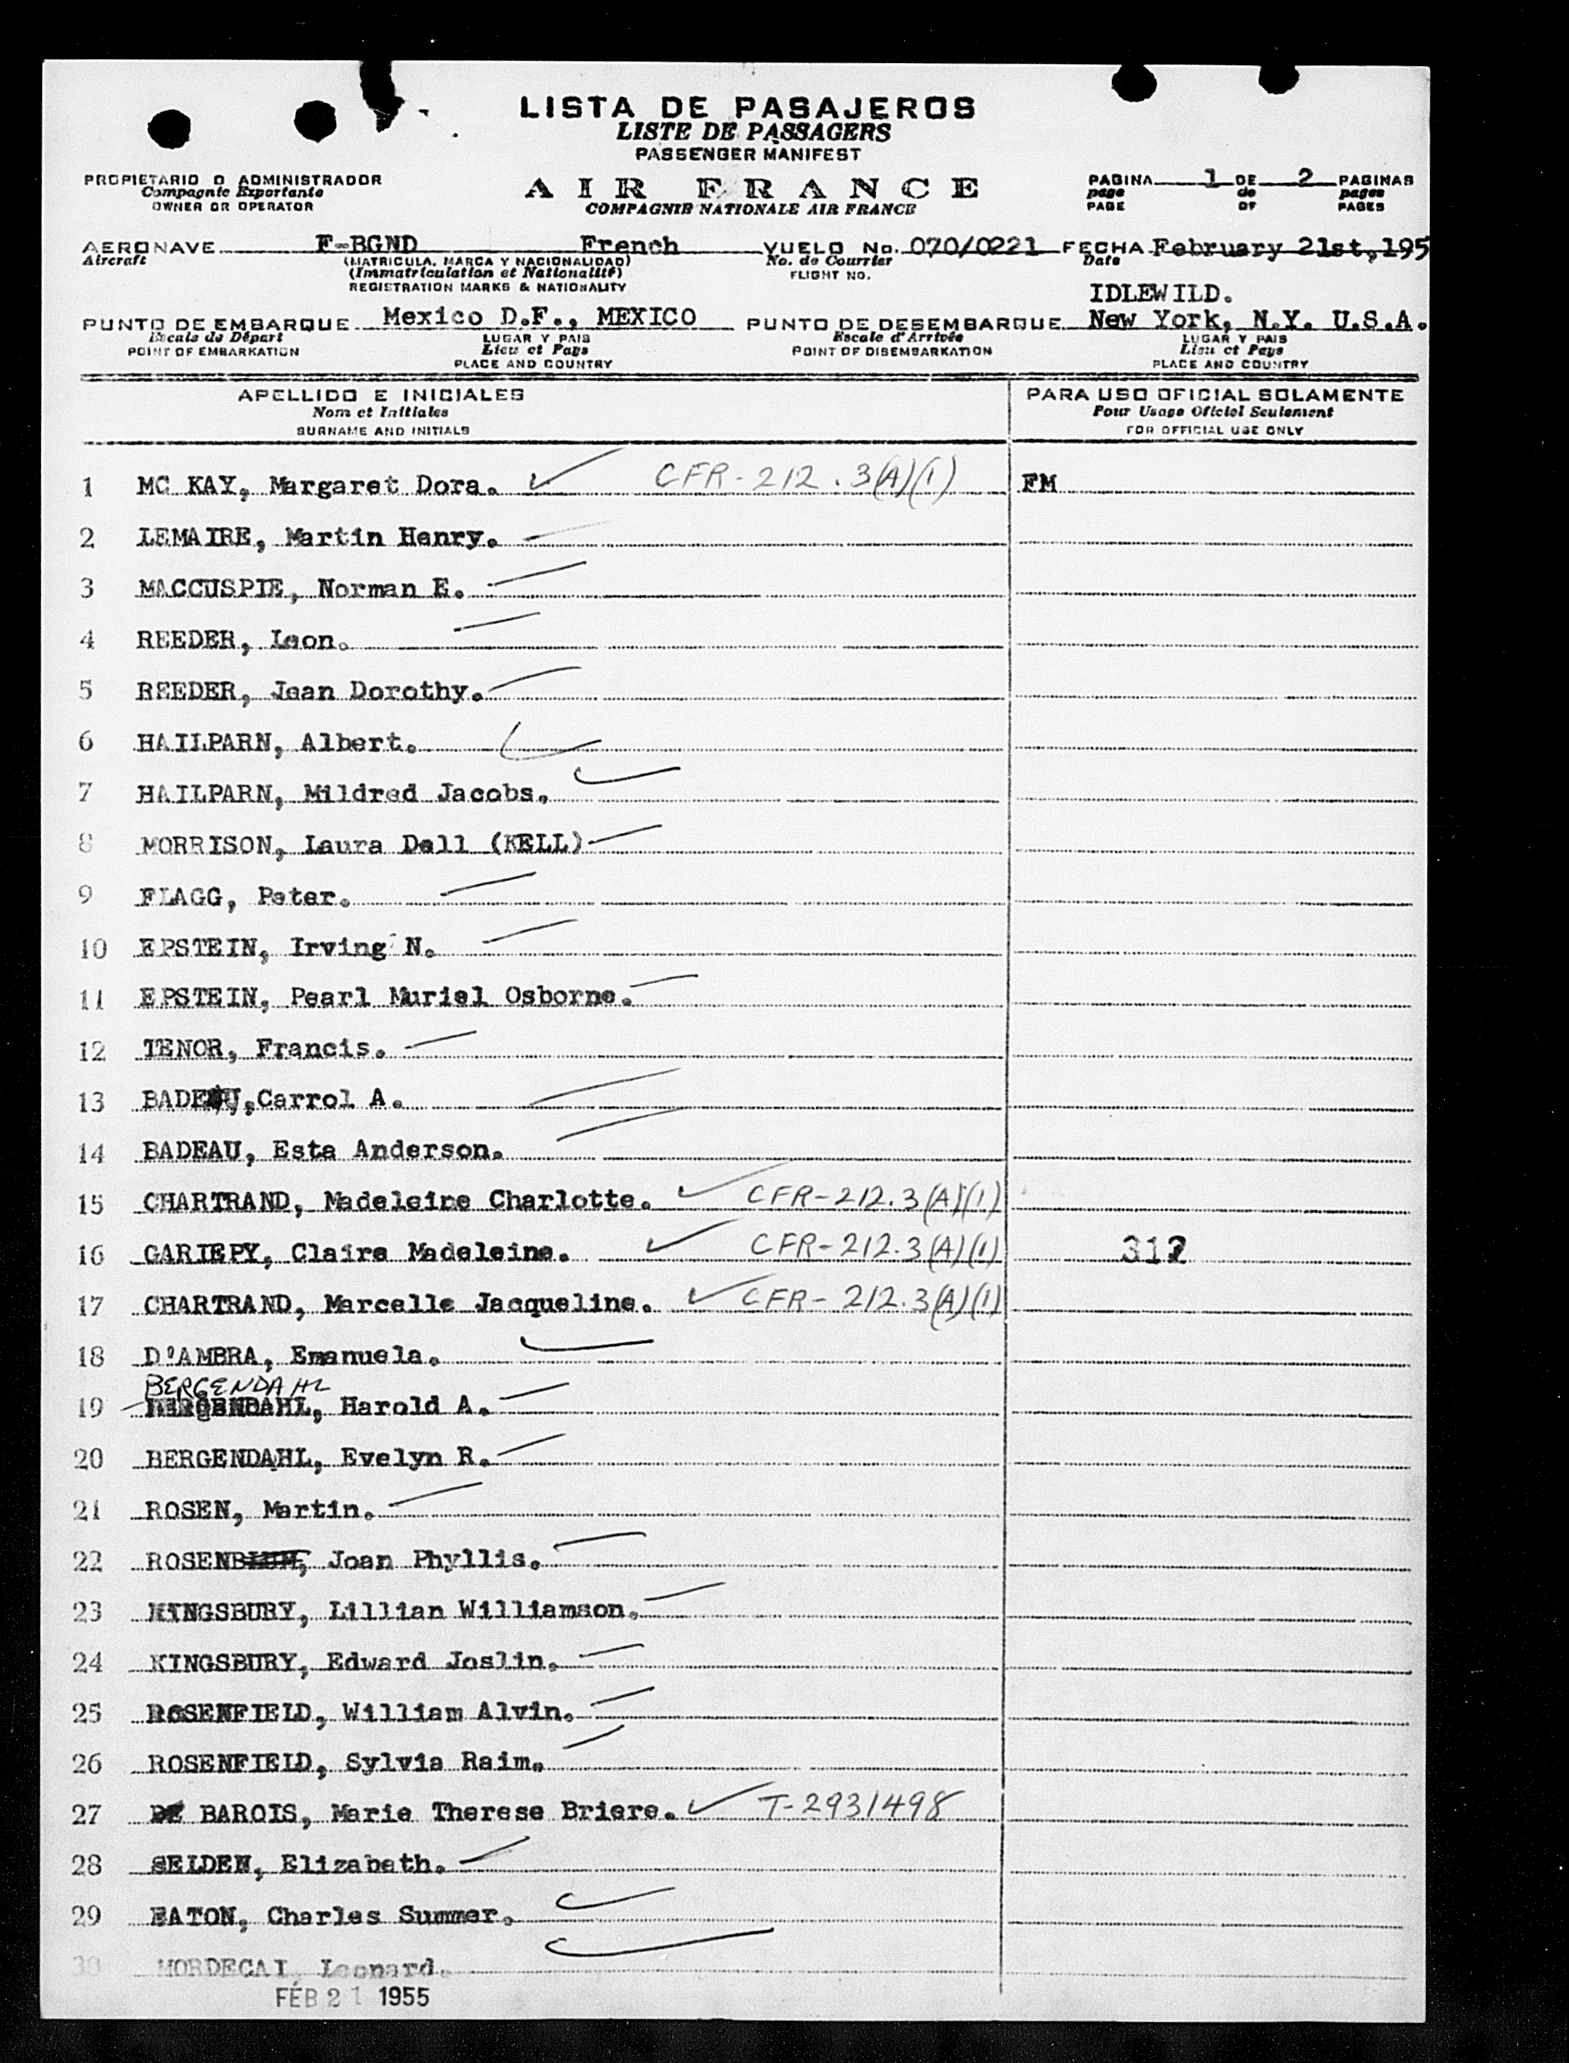 LISTA DE PASAJEROS
LISTE DE PASSAGERS
PASSENGER MANIFEST
PROPIETARIO O ADMINISTRADOR
Compagnie Exportante
OWNER OR OPERATOR
AIR FRANCE
COMPAGNIE NATIONALE AIR FRANCE
PAGINA 1 DE 2 PAGINAS
page de pages
PAGE OF PAGES
AERONAVE F-BGND French VUELO No. 070/0221 FECHA February 21st, 195
Aircraft (MATRICULA, MARCA Y NACIONALIDAD) No. de Courrier Date
(Immatriculation et Nationalité) FLIGHT NO.
REGISTRATION MARKS & NATIONALITY
IDLEWILD.
PUNTO DE EMBARQUE Mexico D.F., MEXICO PUNTO DE DESEMBARQUE New York, N.Y. U.S.A.
Escale de Départ LUGAR Y PAIS Escale d'Arrivée LUGAR Y PAIS
POINT OF EMBARKATION Lieu et Pays POINT OF DISEMBARKATION Lieu et Pays
PLACE AND COUNTRY PLACE AND COUNTRY
APELLIDO E INICIALES PARA USO OFICIAL SOLAMENTE
Nom et Initiales Pour Usage Officiel Seulement
SURNAME AND INITIALS FOR OFFICIAL USE ONLY
1 MC KAY, Margaret Dora. CFR-212.3(A)(1) FM
2 LEMAIRE, Martin Henry.
3 MACCUSPIE, Norman E.
4 REEDER, Leon.
5 REEDER, Jean Dorothy.
6 HAILPARN, Albert.
7 HAILPARN, Mildred Jacobs.
8 MORRISON, Laura Dell (KELL)
9 FLAGG, Peter.
10 EPSTEIN, Irving N.
11 EPSTEIN, Pearl Muriel Osborne.
12 TENOR, Francis.
13 BADEAU, Carrol A.
14 BADEAU, Esta Anderson.
15 CHARTRAND, Madeleine Charlotte. CFR-212.3(A)(1)
16 GARIEPY, Claire Madeleine. CFR-212.3(A)(1) 312
17 CHARTRAND, Marcelle Jacqueline. CFR-212.3(A)(1)
18 D'AMBRA, Emanuela.
BERGENDAHL
19 BERGENDAHL, Harold A.
20 BERGENDAHL, Evelyn R.
21 ROSEN, Martin.
22 ROSEN, Joan Phyllis.
23 KINGSBURY, Lillian Williamson.
24 KINGSBURY, Edward Joslin.
25 ROSENFIELD, William Alvin.
26 ROSENFIELD, Sylvia Raim.
27 DE BAROIS, Marie Therese Briere. T-2931498
28 SELDEN, Elizabeth.
29 EATON, Charles Summer.
30 MORDECAI, Leonard.
FEB 21 1955